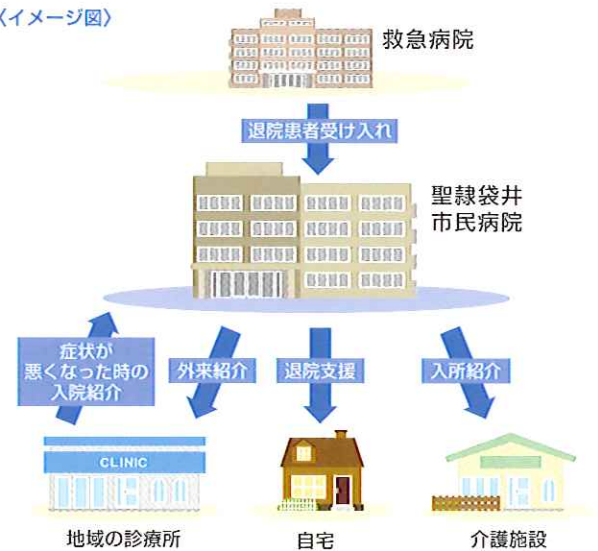 〈イメージ図〉
救急病院
退院患者受け入れ
聖隷袋井
市民病院
症状が
悪くなった時の
入院紹介
外来紹介
退院支援
入所紹介
CLINIC
地域の診療所
自宅
介護施設